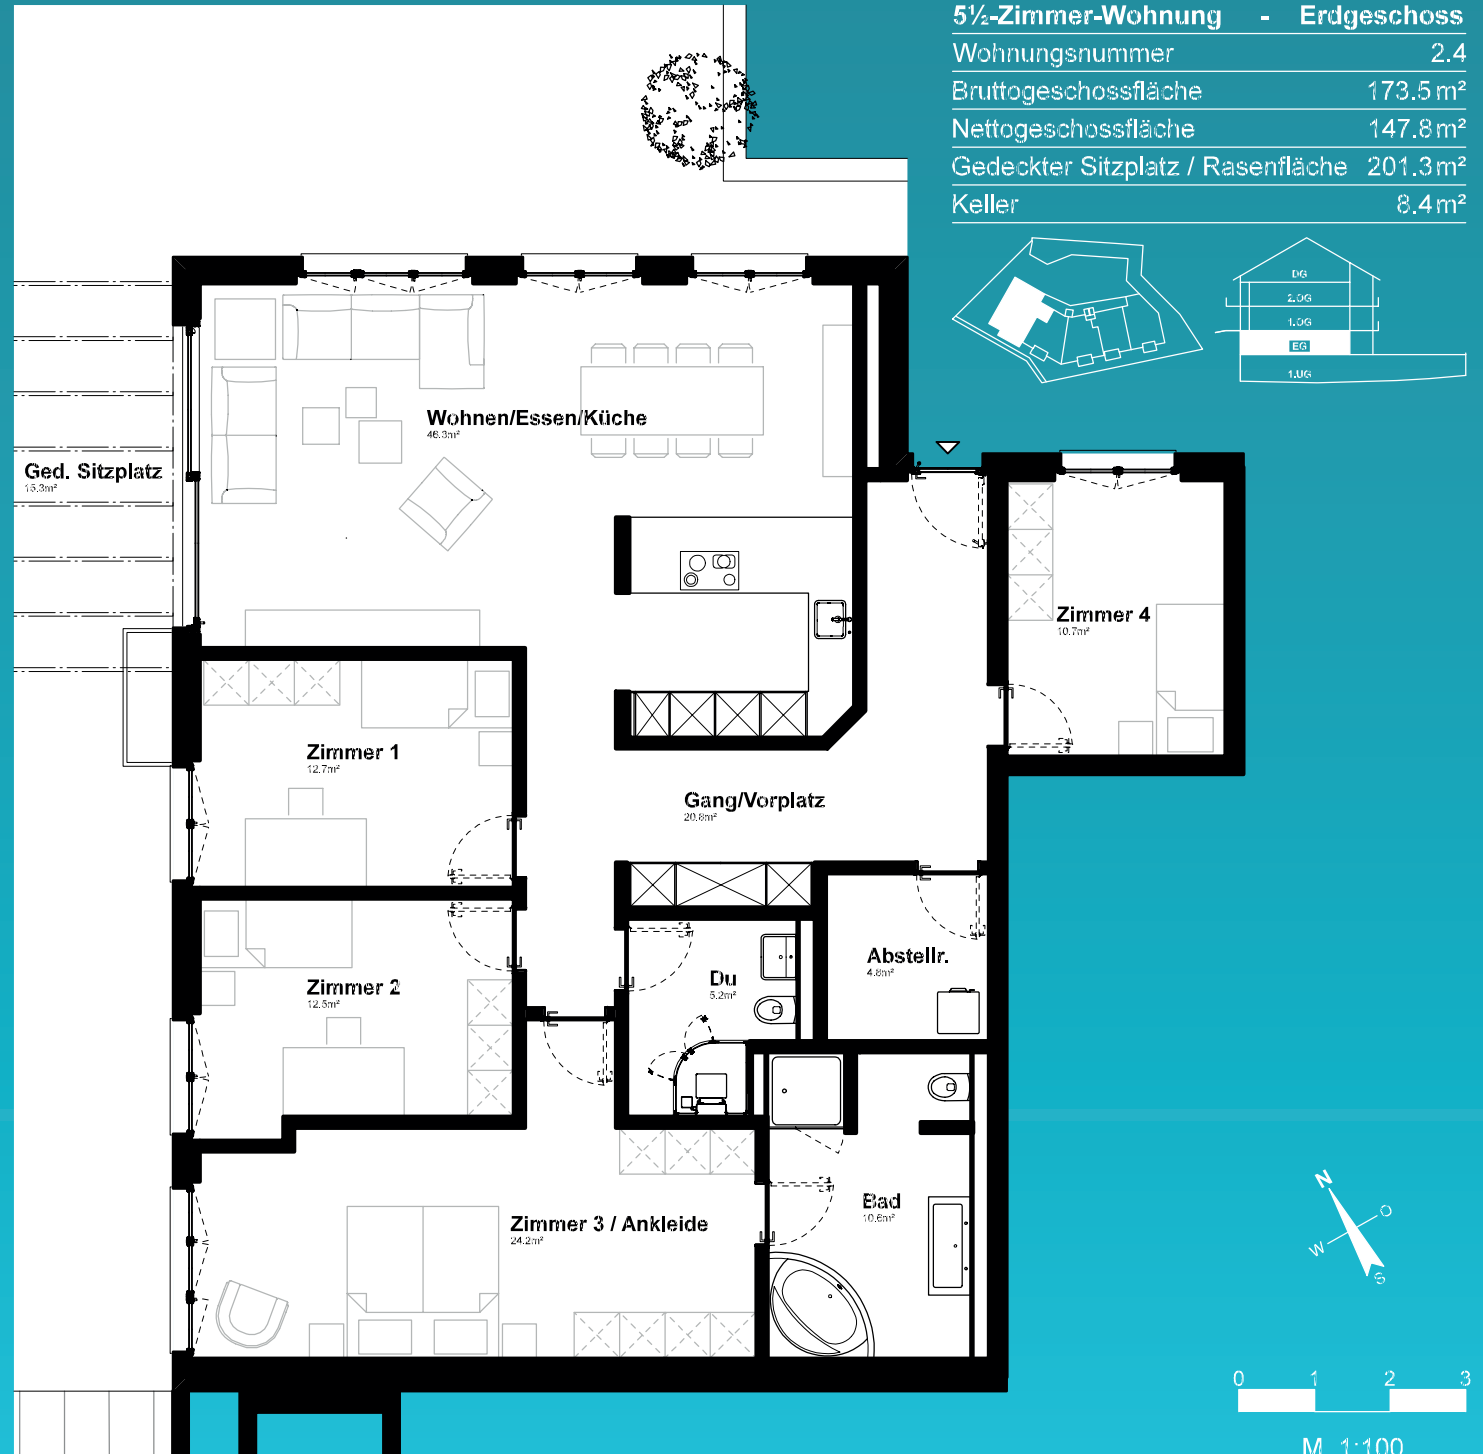 5½-Zimmer-Wohnung - Erdgeschoss
Wohnungsnummer 2.4
Bruttogeschossfläche 173.5 m²
Nettogeschossfläche 147.8 m²
Gedeckter Sitzplatz / Rasenfläche 201.3 m²
Keller 8.4 m²
DG
2.OG
1.OG
EG
1.UG
Wohnen/Essen/Küche
46.3m²
Ged. Sitzplatz
15.3m²
Zimmer 4
10.7m²
Zimmer 1
12.7m²
Gang/Vorplatz
20.8m²
Abstellr.
4.8m²
Du
5.2m²
Zimmer 2
12.5m²
Bad
10.6m²
Zimmer 3 / Ankleide
24.2m²
N
O
W
S
0 1 2 3
M 1:100